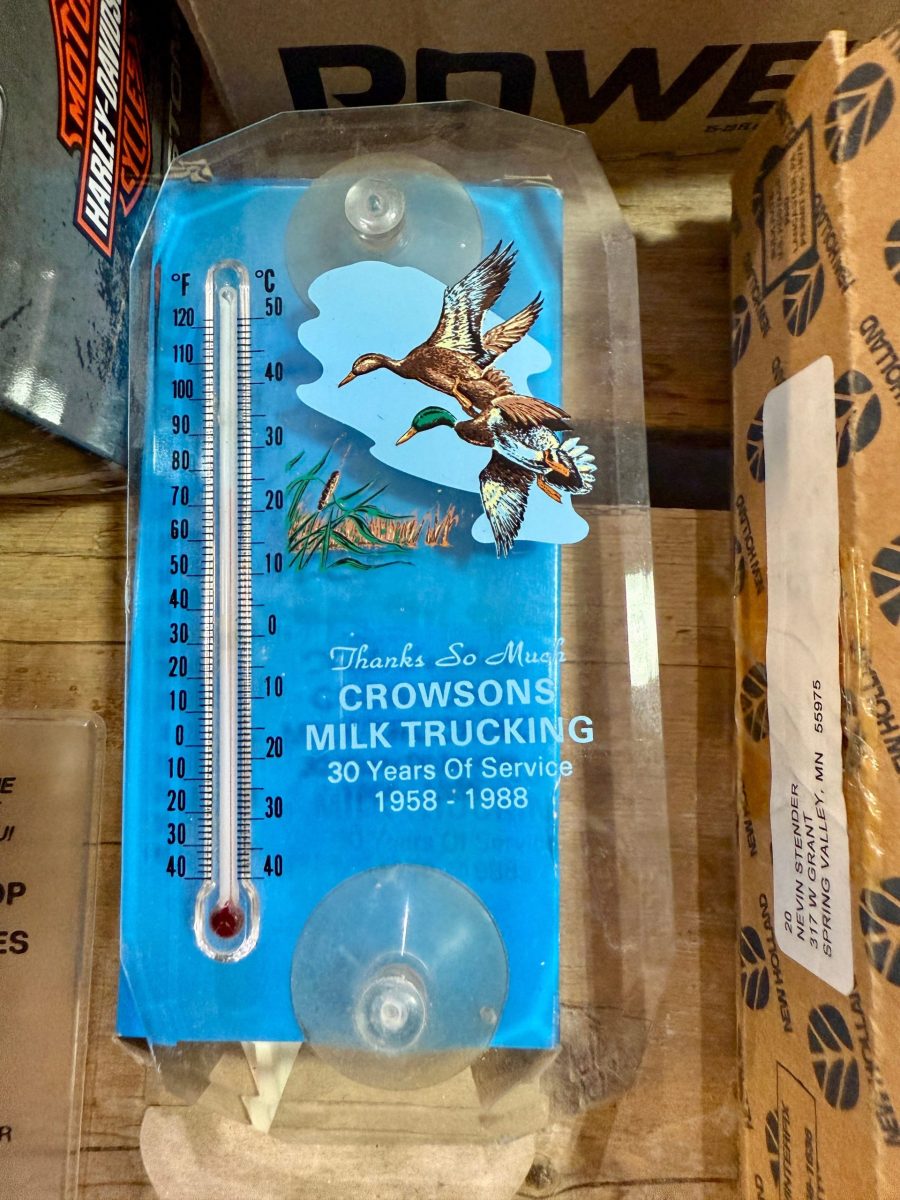 MOTOR
HARLEY-DAVIDSON
CYCLES
POWE
°F
°C
120
110
100
90
80
70
60
50
40
30
20
10
0
10
20
30
40
50
40
30
20
10
0
10
20
30
40
Thanks So Much
CROWSONS
MILK TRUCKING
30 Years Of Service
1958 - 1988
20
NEVIN STENDER
317 W GRANT
SPRING VALLEY, MN 55975
NEW HOLLAND
OP
ES